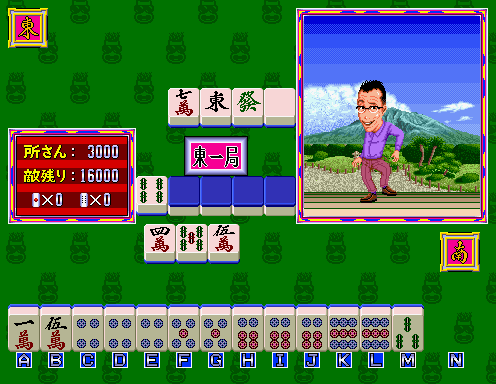 東
七萬 東 發
東一局
所さん: 3000
敵残り:16000
×0 ×0
四萬 伍萬
南
一萬 伍萬
A B C D E F G H I J K L M N